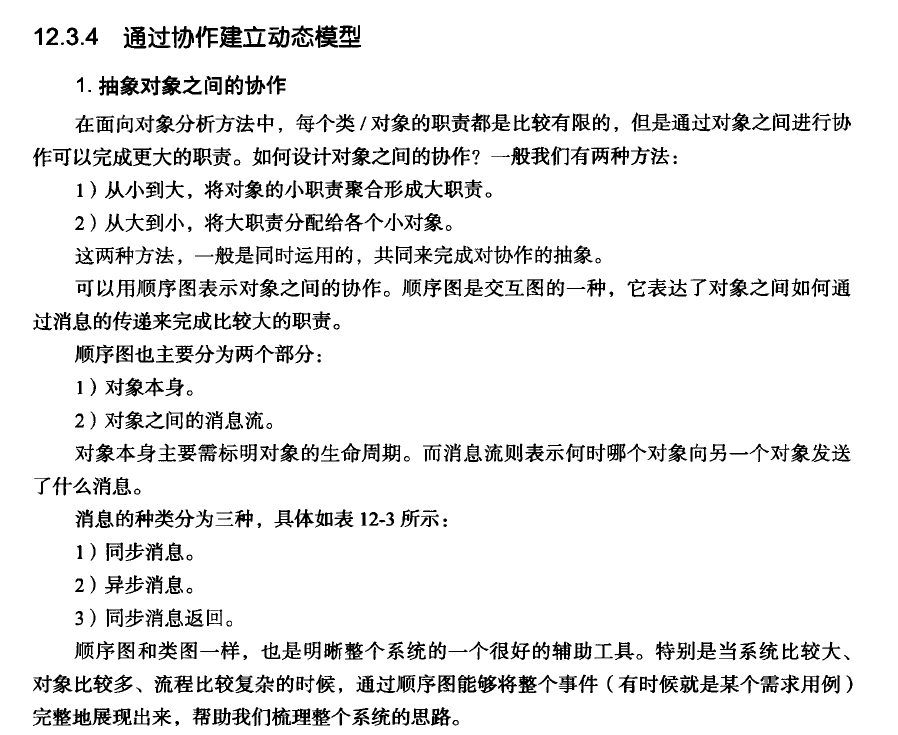 12.3.4 通过协作建立动态模型
1. 抽象对象之间的协作
在面向对象分析方法中，每个类 / 对象的职责都是比较有限的，但是通过对象之间进行协
作可以完成更大的职责。如何设计对象之间的协作？一般我们有两种方法：
1）从小到大，将对象的小职责聚合形成大职责。
2）从大到小，将大职责分配给各个小对象。
这两种方法，一般是同时运用的，共同来完成对协作的抽象。
可以用顺序图表示对象之间的协作。顺序图是交互图的一种，它表达了对象之间如何通
过消息的传递来完成比较大的职责。
顺序图也主要分为两个部分：
1）对象本身。
2）对象之间的消息流。
对象本身主要需标明对象的生命周期。而消息流则表示何时哪个对象向另一个对象发送
了什么消息。
消息的种类分为三种，具体如表 12-3 所示：
1）同步消息。
2）异步消息。
3）同步消息返回。
顺序图和类图一样，也是明晰整个系统的一个很好的辅助工具。特别是当系统比较大、
对象比较多、流程比较复杂的时候，通过顺序图能够将整个事件（有时候就是某个需求用例）
完整地展现出来，帮助我们梳理整个系统的思路。